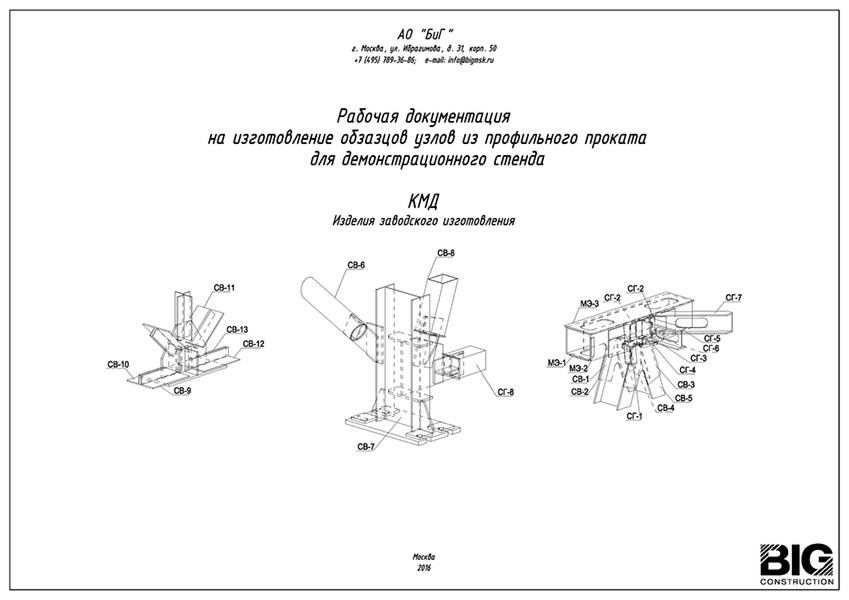 АО "БиГ"
г. Москва, ул. Ибрагимова, д. 31, корп. 50
+7 (495) 789-36-86; e-mail: info@bigmsk.ru
Рабочая документация
на изготовление обзазцов узлов из профильного проката
для демонстрационного стенда
КМД
Изделия заводского изготовления
СВ-11
СВ-13
СВ-12
СВ-10
СВ-9
СВ-6
СВ-8
СГ-8
СВ-7
СГ-2
СГ-2
МЭ-3
СГ-7
СГ-5
СГ-6
СГ-3
МЭ-1
МЭ-2
СГ-4
СВ-1
СВ-3
СВ-2
СВ-5
СВ-4
СГ-1
Москва
2016
BIG
CONSTRUCTION